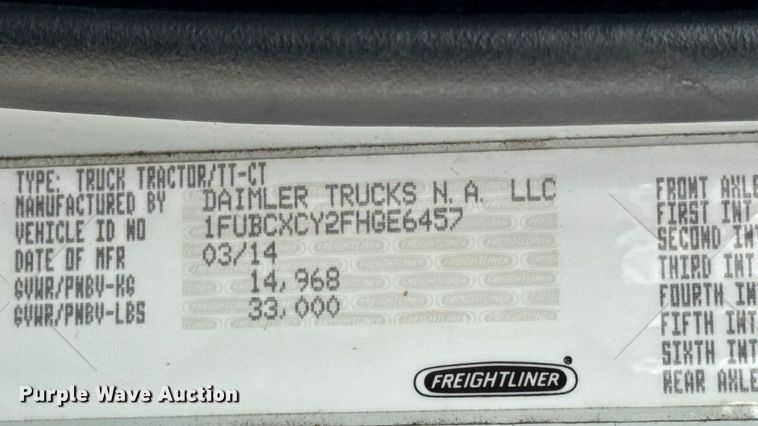 TYPE: TRUCK TRACTOR/TT-CT
MANUFACTURED BY DAIMLER TRUCKS N.A. LLC
VEHICLE ID NO 1FUBCXCY2FHGE6457
DATE OF MFR 03/14
GVWR/PNBV-KG 14,968
GVWR/PNBV-LBS 33,000
FRONT AXLE
FIRST INT
SECOND INT
THIRD INT
FOURTH IN
FIFTH INT
SIXTH INT
REAR AXLE
FREIGHTLINER®
Purple Wave Auction